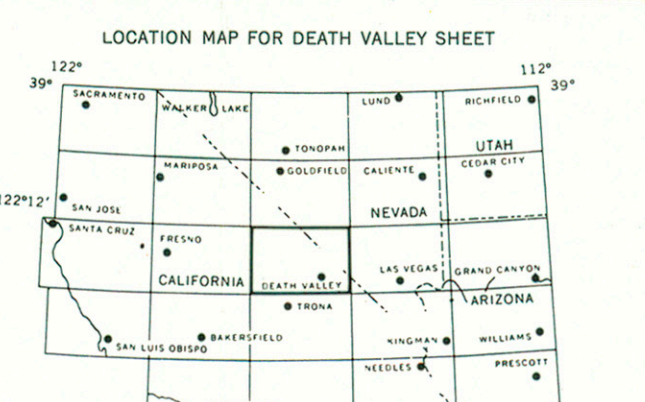 LOCATION MAP FOR DEATH VALLEY SHEET
122°
112°
39°
39°
SACRAMENTO
WALKER LAKE
LUND
RICHFIELD
TONOPAH
UTAH
MARIPOSA
GOLDFIELD
CALIENTE
CEDAR CITY
122°12'
SAN JOSE
NEVADA
SANTA CRUZ
FRESNO
CALIFORNIA
DEATH VALLEY
LAS VEGAS
GRAND CANYON
ARIZONA
TRONA
SAN LUIS OBISPO
BAKERSFIELD
KINGMAN
WILLIAMS
NEEDLES
PRESCOTT